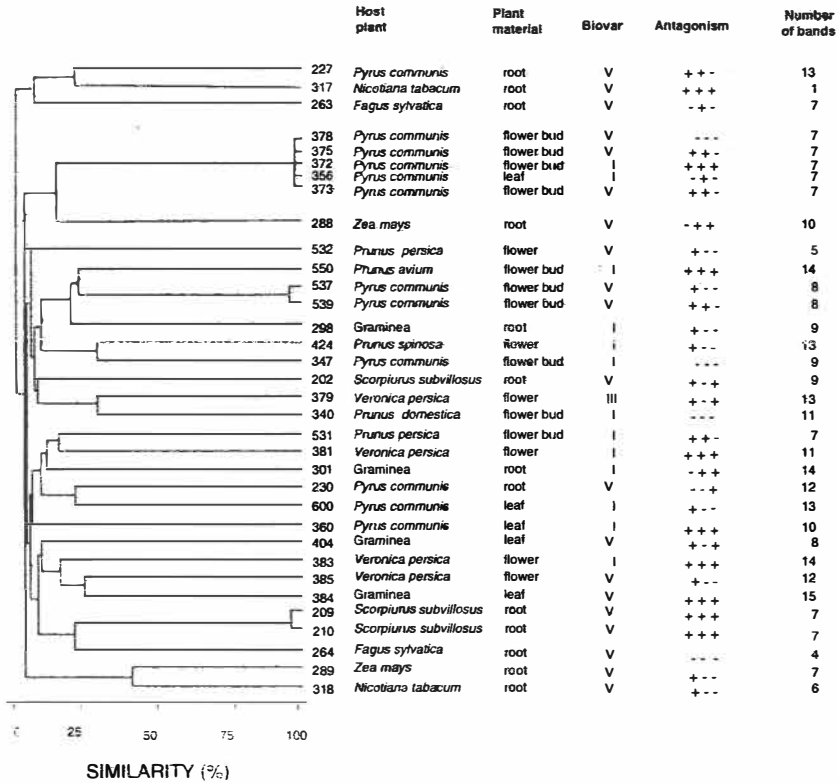 Host plant Plant material Biovar Antagonism Number of bands
227 Pyrus communis root V + + - 13
317 Nicotiana tabacum root V + + + 1
263 Fagus sylvatica root V - + - 7
378 Pyrus communis flower bud V - - - 7
375 Pyrus communis flower bud V + + - 7
372 Pyrus communis flower bud I + + + 7
356 Pyrus communis leaf I - + - 7
373 Pyrus communis flower bud V + + - 7
288 Zea mays root V - + + 10
532 Prunus persica flower V + - - 5
550 Prunus avium flower bud I + + + 14
537 Pyrus communis flower bud V + - - 8
539 Pyrus communis flower bud V + + - 8
298 Graminea root I + - - 9
424 Prunus spinosa flower I + - - 13
347 Pyrus communis flower bud I - - - 9
202 Scorpiurus subvillosus root V + - + 9
379 Veronica persica flower III + - + 13
340 Prunus domestica flower bud I - - - 11
531 Prunus persica flower bud I + + - 7
381 Veronica persica flower I + + + 11
301 Graminea root I - + + 14
230 Pyrus communis root V - - + 12
600 Pyrus communis leaf I + - - 13
360 Pyrus communis leaf I + + + 10
404 Graminea leaf V + - + 8
383 Veronica persica flower I + + + 14
385 Veronica persica flower V + - - 12
384 Graminea leaf V + + + 15
209 Scorpiurus subvillosus root V + + + 7
210 Scorpiurus subvillosus root V + + + 7
264 Fagus sylvatica root V - - - 4
289 Zea mays root V + - - 7
318 Nicotiana tabacum root V + - - 6
25 50 75 100
SIMILARITY (%)